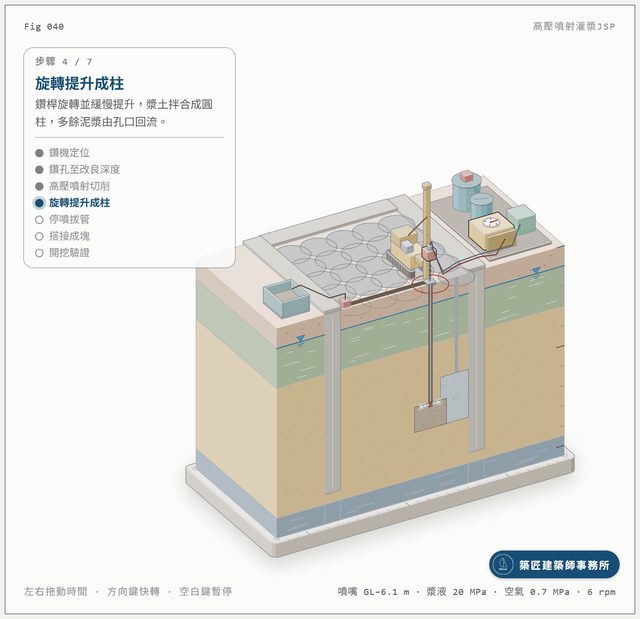 Fig 040
高壓噴射灌漿JSP
步驟 4 / 7
旋轉提升成柱
鑽桿旋轉並緩慢提升，漿土拌合成圓
柱，多餘泥漿由孔口回流。
鑽機定位
鑽孔至改良深度
高壓噴射切削
旋轉提升成柱
停噴拔管
搭接成塊
開挖驗證
築匠建築師事務所
左右拖動時間 · 方向鍵快轉 · 空白鍵暫停
噴嘴 GL-6.1 m · 漿液 20 MPa · 空氣 0.7 MPa · 6 rpm